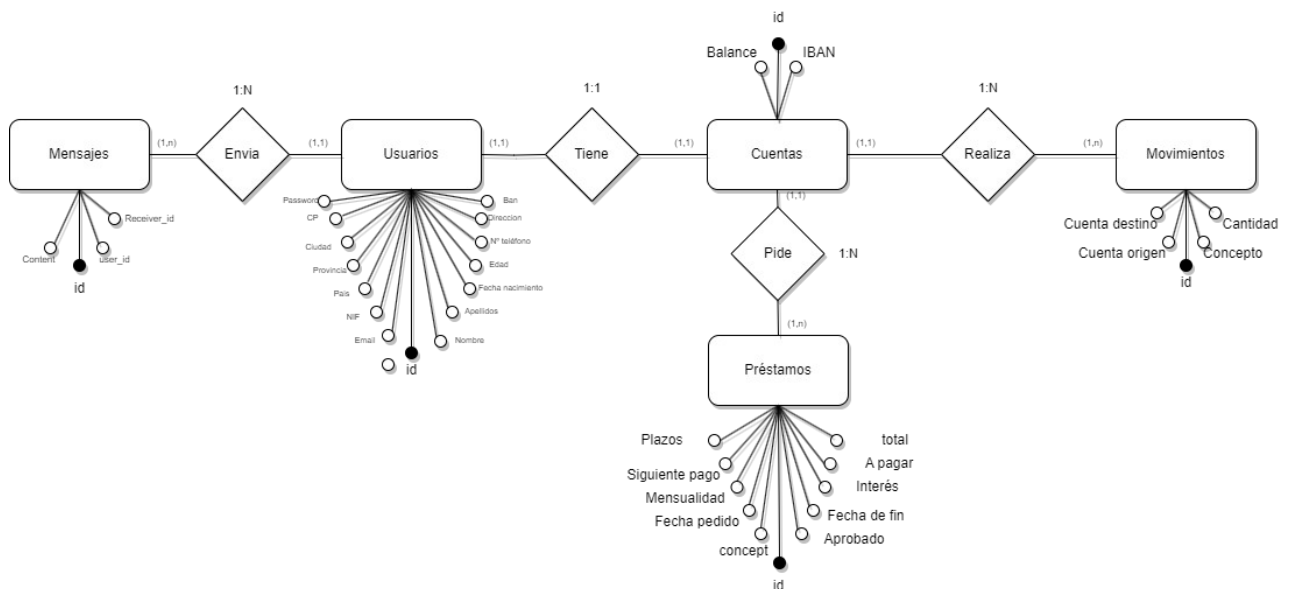 id
Balance
IBAN
1:N
1:1
1:N
Mensajes
(1,n)
Envia
(1,1)
Usuarios
(1,1)
Tiene
(1,1)
Cuentas
(1,1)
Realiza
(1,n)
Movimientos
Receiver_id
Content
user_id
id
Password
Ban
CP
Direccion
Ciudad
Nº teléfono
Provincia
Edad
Pais
Fecha nacimiento
NIF
Apellidos
Email
Nombre
id
(1,1)
Pide
1:N
(1,n)
Cuenta destino
Cantidad
Cuenta origen
Concepto
id
Préstamos
Plazos
total
Siguiente pago
A pagar
Mensualidad
Interés
Fecha pedido
Fecha de fin
concept
Aprobado
id